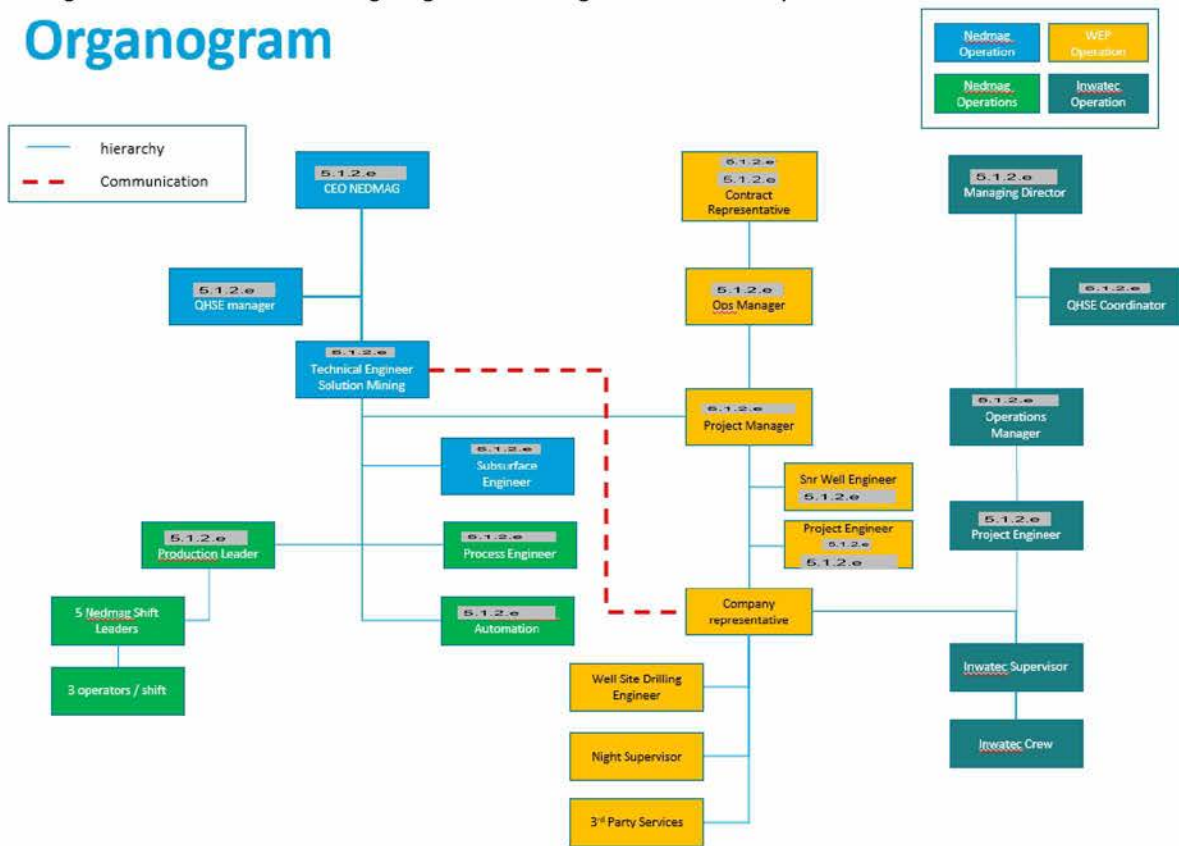 Organogram
Nedmag
Operation
WEP
Operation
Nedmag
Operations
Inwatec
Operation
hierarchy
Communication
5.1.2.e
CEO NEDMAG
5.1.2.e
QHSE manager
5.1.2.e
Technical Engineer
Solution Mining
5.1.2.e
Subsurface
Engineer
5.1.2.e
Production Leader
5.1.2.e
Process Engineer
5 Nedmag Shift
Leaders
5.1.2.e
Automation
3 operators / shift
5.1.2.e
5.1.2.e
Contract
Representative
5.1.2.e
Ops Manager
5.1.2.e
Project Manager
Snr Well Engineer
5.1.2.e
Project Engineer
5.1.2.e
5.1.2.e
Company
representative
Well Site Drilling
Engineer
Night Supervisor
3rd Party Services
5.1.2.e
Managing Director
5.1.2.e
QHSE Coordinator
5.1.2.e
Operations
Manager
5.1.2.e
Project Engineer
Inwatec Supervisor
Inwatec Crew